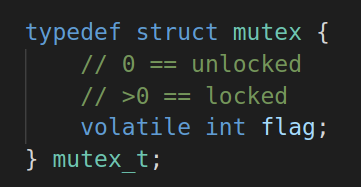 typedef struct mutex {
    // 0 == unlocked
    // >0 == locked
    volatile int flag;
} mutex_t;